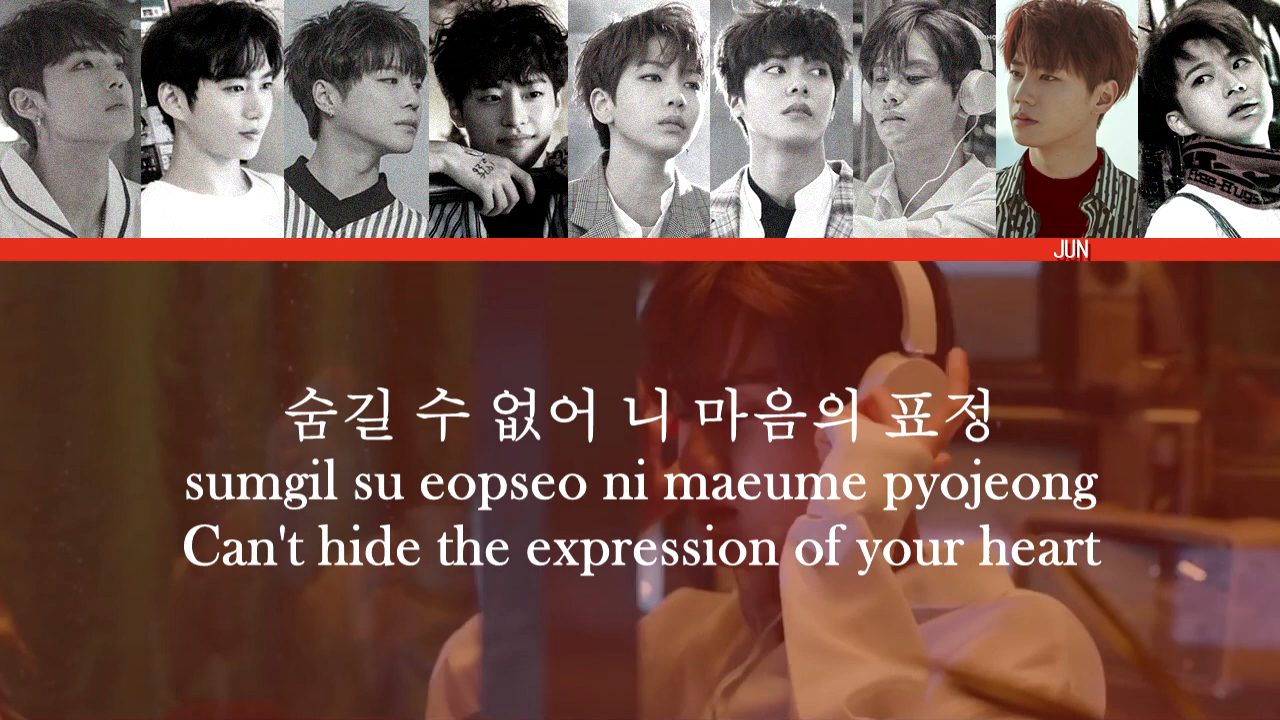 JUN
숨길 수 없어 니 마음의 표정
sumgil su eopseo ni maeume pyojeong
Can't hide the expression of your heart